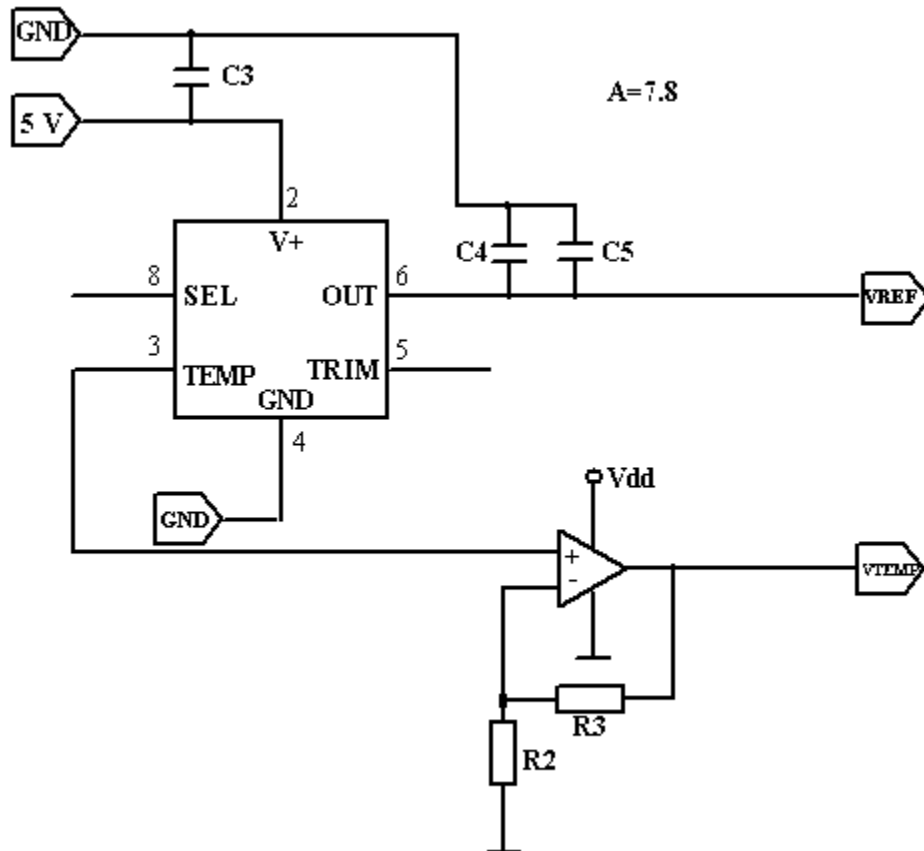 GND
C3
A=7.8
5 V
2
V+
C4
C5
8
6
SEL
OUT
VREF
3
5
TEMP
TRIM
GND
4
Vdd
GND
+
-
VTEMP
R3
R2